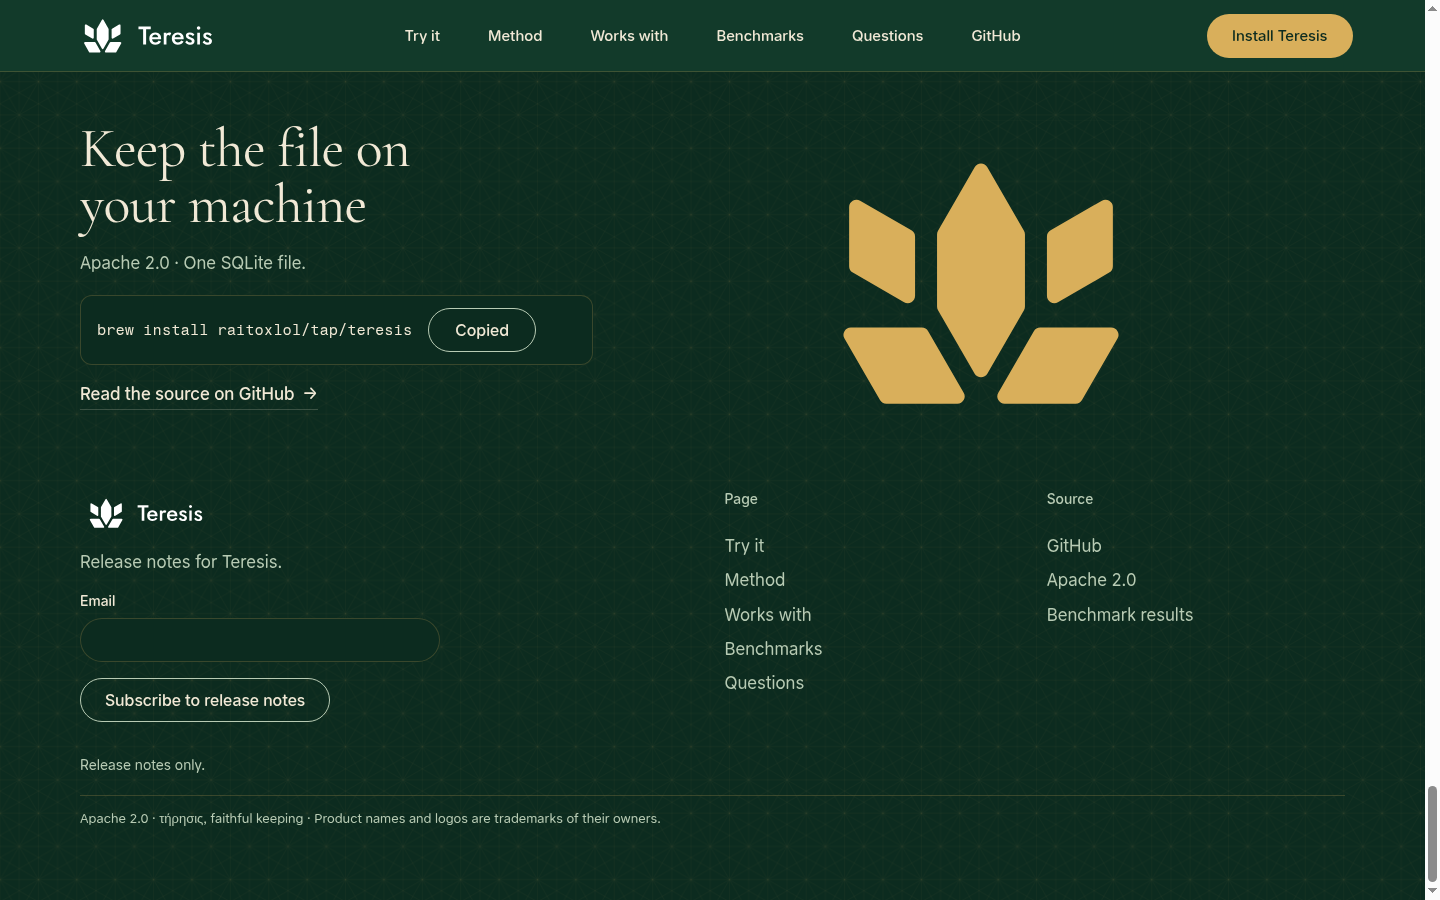 Teresis
Try it
Method
Works with
Benchmarks
Questions
GitHub
Install Teresis
Keep the file on
your machine
Apache 2.0 · One SQLite file.
brew install raitoxlol/tap/teresis
Copied
Read the source on GitHub →
Teresis
Release notes for Teresis.
Email
Subscribe to release notes
Release notes only.
Page
Try it
Method
Works with
Benchmarks
Questions
Source
GitHub
Apache 2.0
Benchmark results
Apache 2.0 · τήρησις, faithful keeping · Product names and logos are trademarks of their owners.